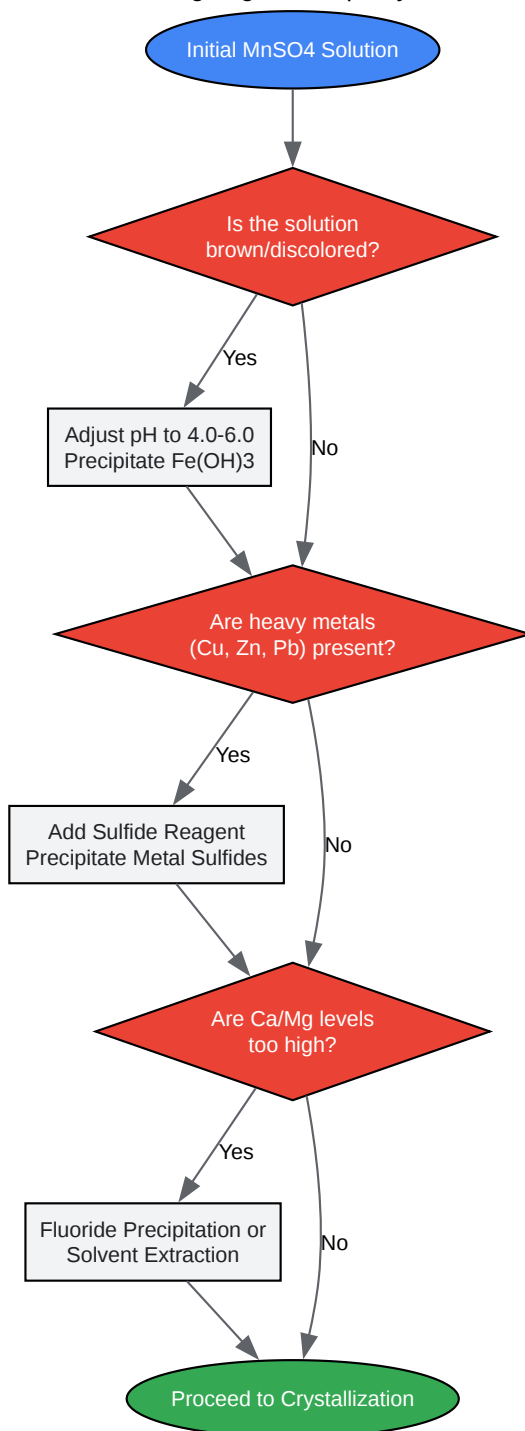 Initial MnSO4 Solution
Is the solution
brown/discolored?
Yes
No
Adjust pH to 4.0-6.0
Precipitate Fe(OH)3
Are heavy metals
(Cu, Zn, Pb) present?
Yes
No
Add Sulfide Reagent
Precipitate Metal Sulfides
Are Ca/Mg levels
too high?
Yes
No
Fluoride Precipitation or
Solvent Extraction
Proceed to Crystallization